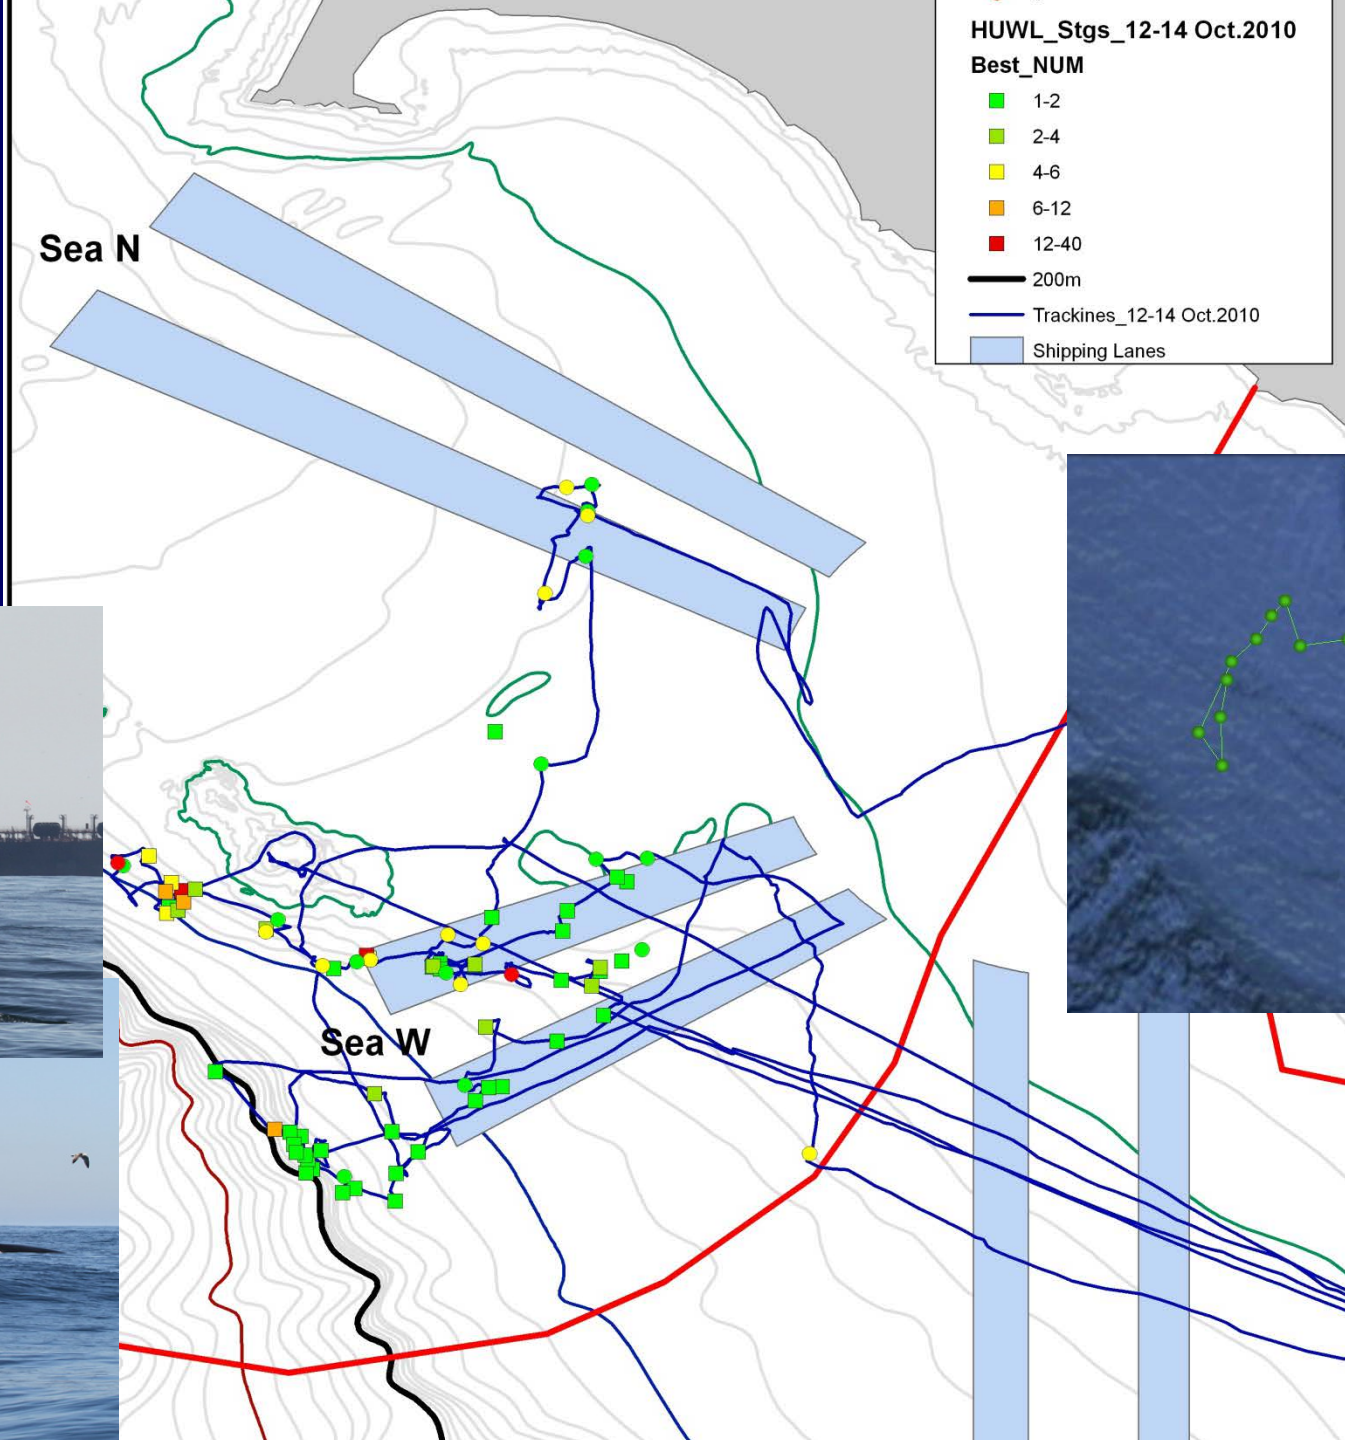 HUWL_Stgs_12-14 Oct.2010
Best_NUM
1-2
2-4
4-6
6-12
12-40
200m
Trackines_12-14 Oct.2010
Shipping Lanes
Sea N
Sea W